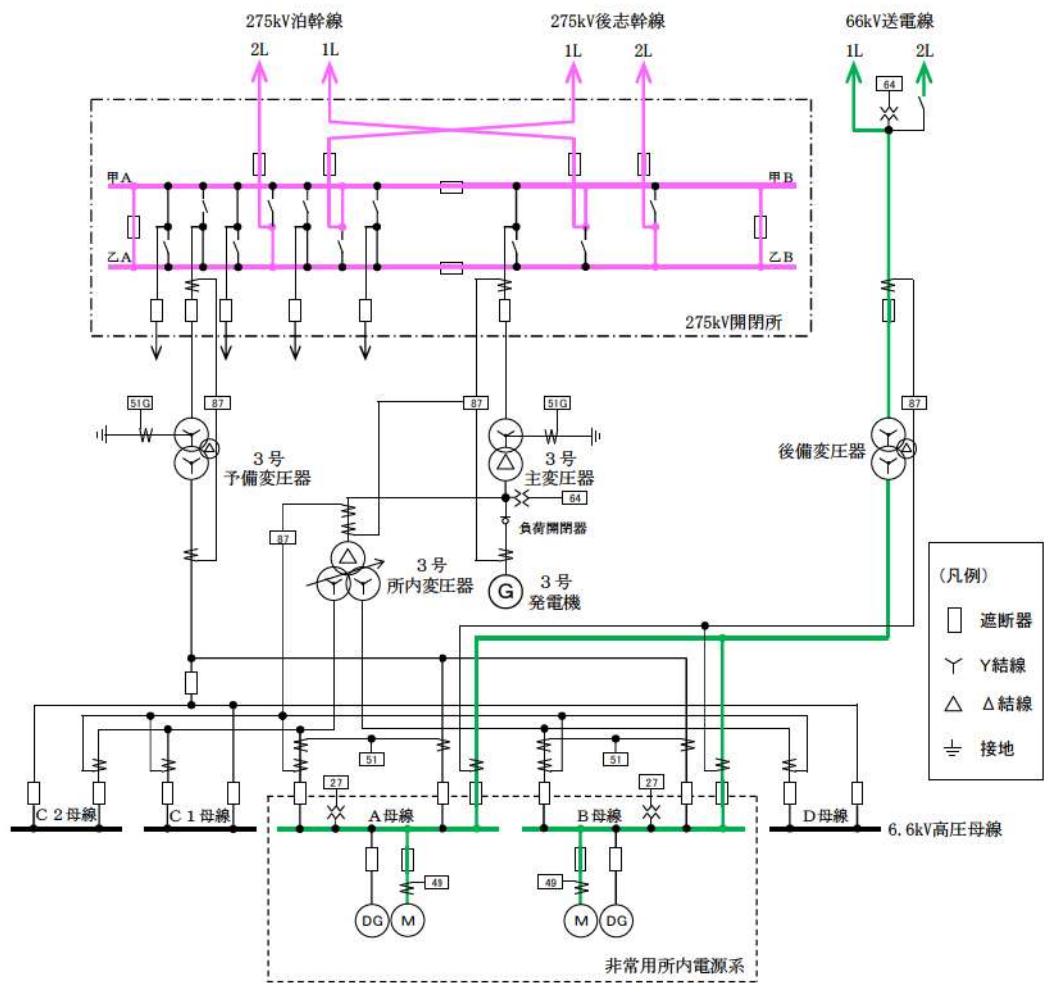 275kV泊幹線
275kV後志幹線
66kV送電線
2L
1L
1L
2L
1L
2L
64
甲A
甲B
乙A
乙B
275kV開閉所
51G
87
87
51G
87
3号
予備変圧器
3号
主変圧器
後備変圧器
64
負荷開閉器
87
3号
所内変圧器
G
3号
発電機
(凡例)
遮断器
Y結線
Δ結線
接地
51
51
27
27
C2母線
C1母線
A母線
B母線
D母線
6.6kV高圧母線
49
49
DG
M
M
DG
非常用所内電源系